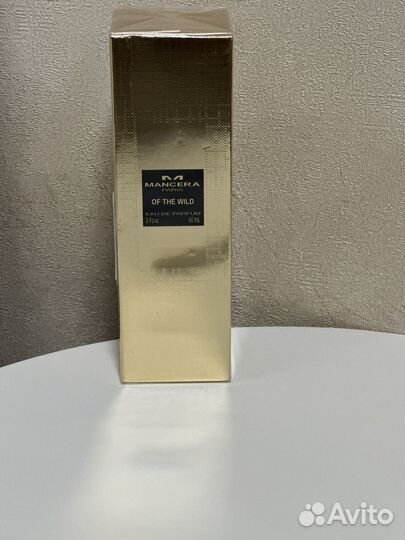 MANCERA
PARIS
OF THE WILD
EAU DE PARFUM
2 Fl.oz 60 ML
Avito